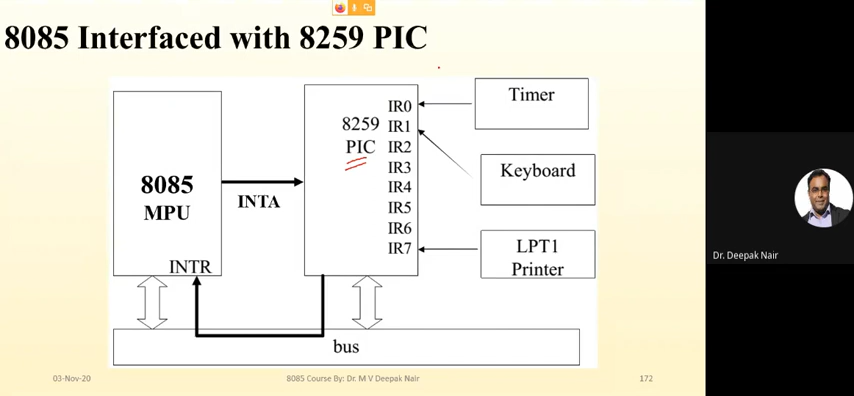 8085 Interfaced with 8259 PIC
8259
PIC
IR0
IR1
IR2
IR3
IR4
IR5
IR6
IR7
Timer
Keyboard
LPT1
Printer
8085
MPU
INTA
INTR
bus
Dr. Deepak Nair
03-Nov-20
8085 Course By: Dr. M V Deepak Nair
172